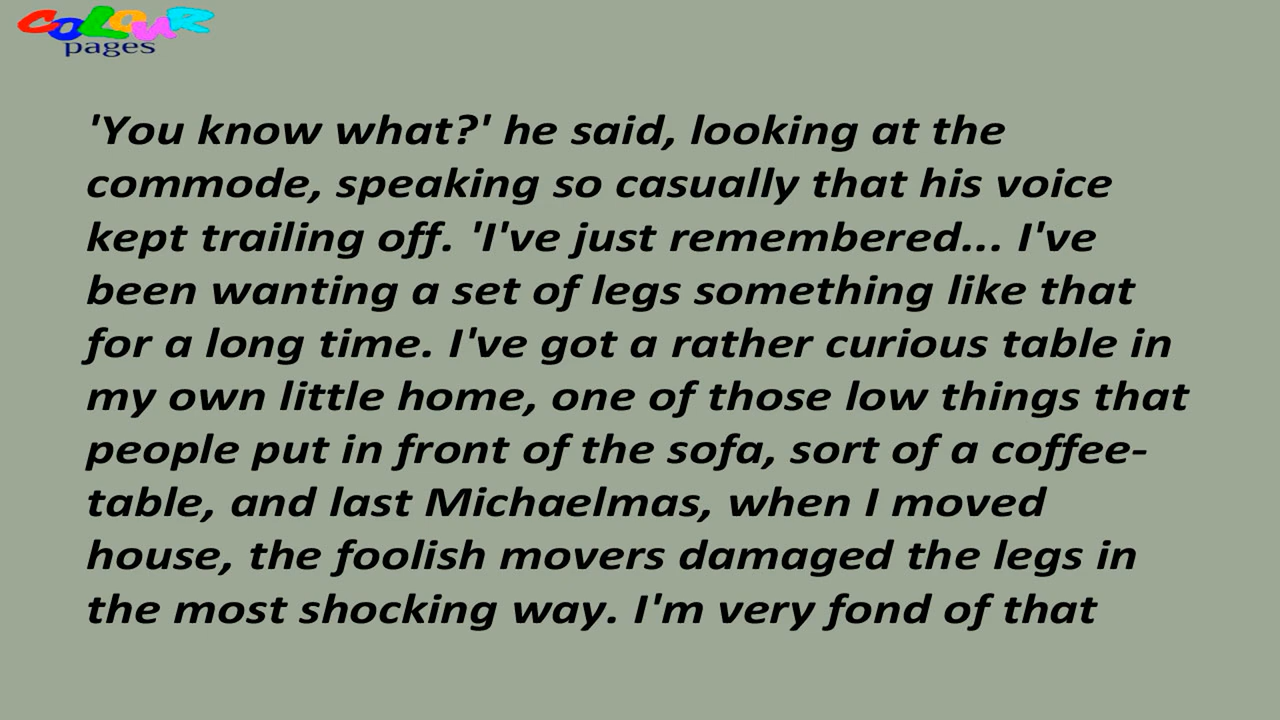 COLOUR
pages
'You know what?' he said, looking at the
commode, speaking so casually that his voice
kept trailing off. 'I've just remembered... I've
been wanting a set of legs something like that
for a long time. I've got a rather curious table in
my own little home, one of those low things that
people put in front of the sofa, sort of a coffee-
table, and last Michaelmas, when I moved
house, the foolish movers damaged the legs in
the most shocking way. I'm very fond of that